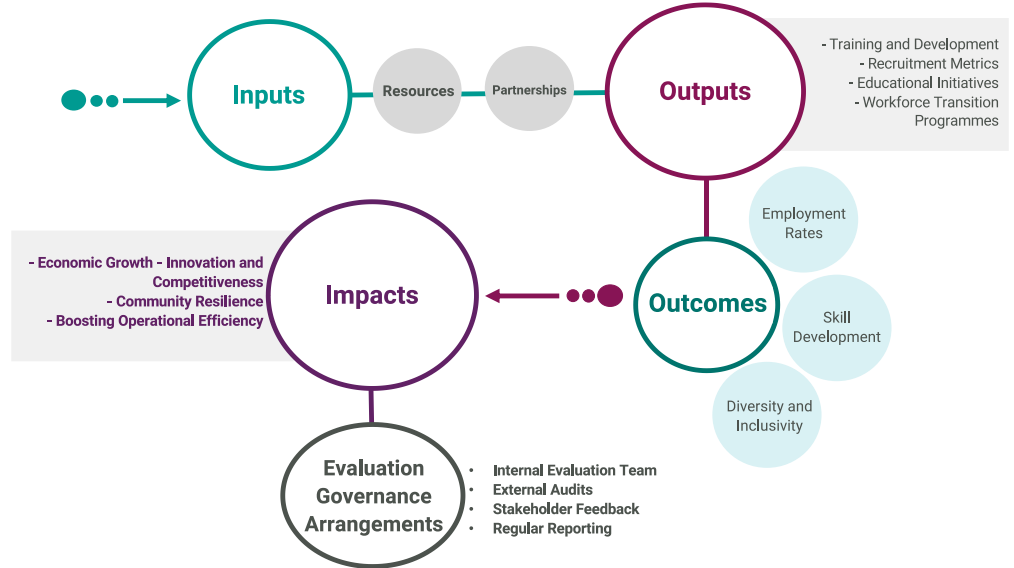 Inputs
Resources
Partnerships
Outputs
- Training and Development
- Recruitment Metrics
- Educational Initiatives
- Workforce Transition
Programmes
Employment
Rates
Outcomes
Skill
Development
Diversity and
Inclusivity
Impacts
- Economic Growth - Innovation and
Competitiveness
- Community Resilience
- Boosting Operational Efficiency
Evaluation
Governance
Arrangements
• Internal Evaluation Team
• External Audits
• Stakeholder Feedback
• Regular Reporting